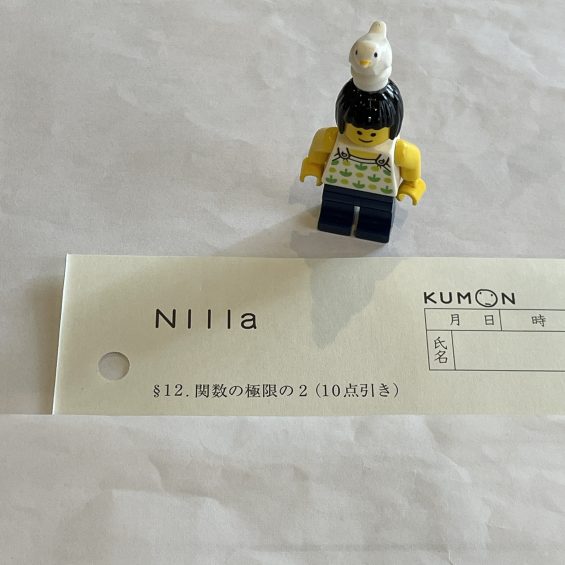 KUMON
N111a
月 日 時
氏名
§12.関数の極限の2(10点引き)